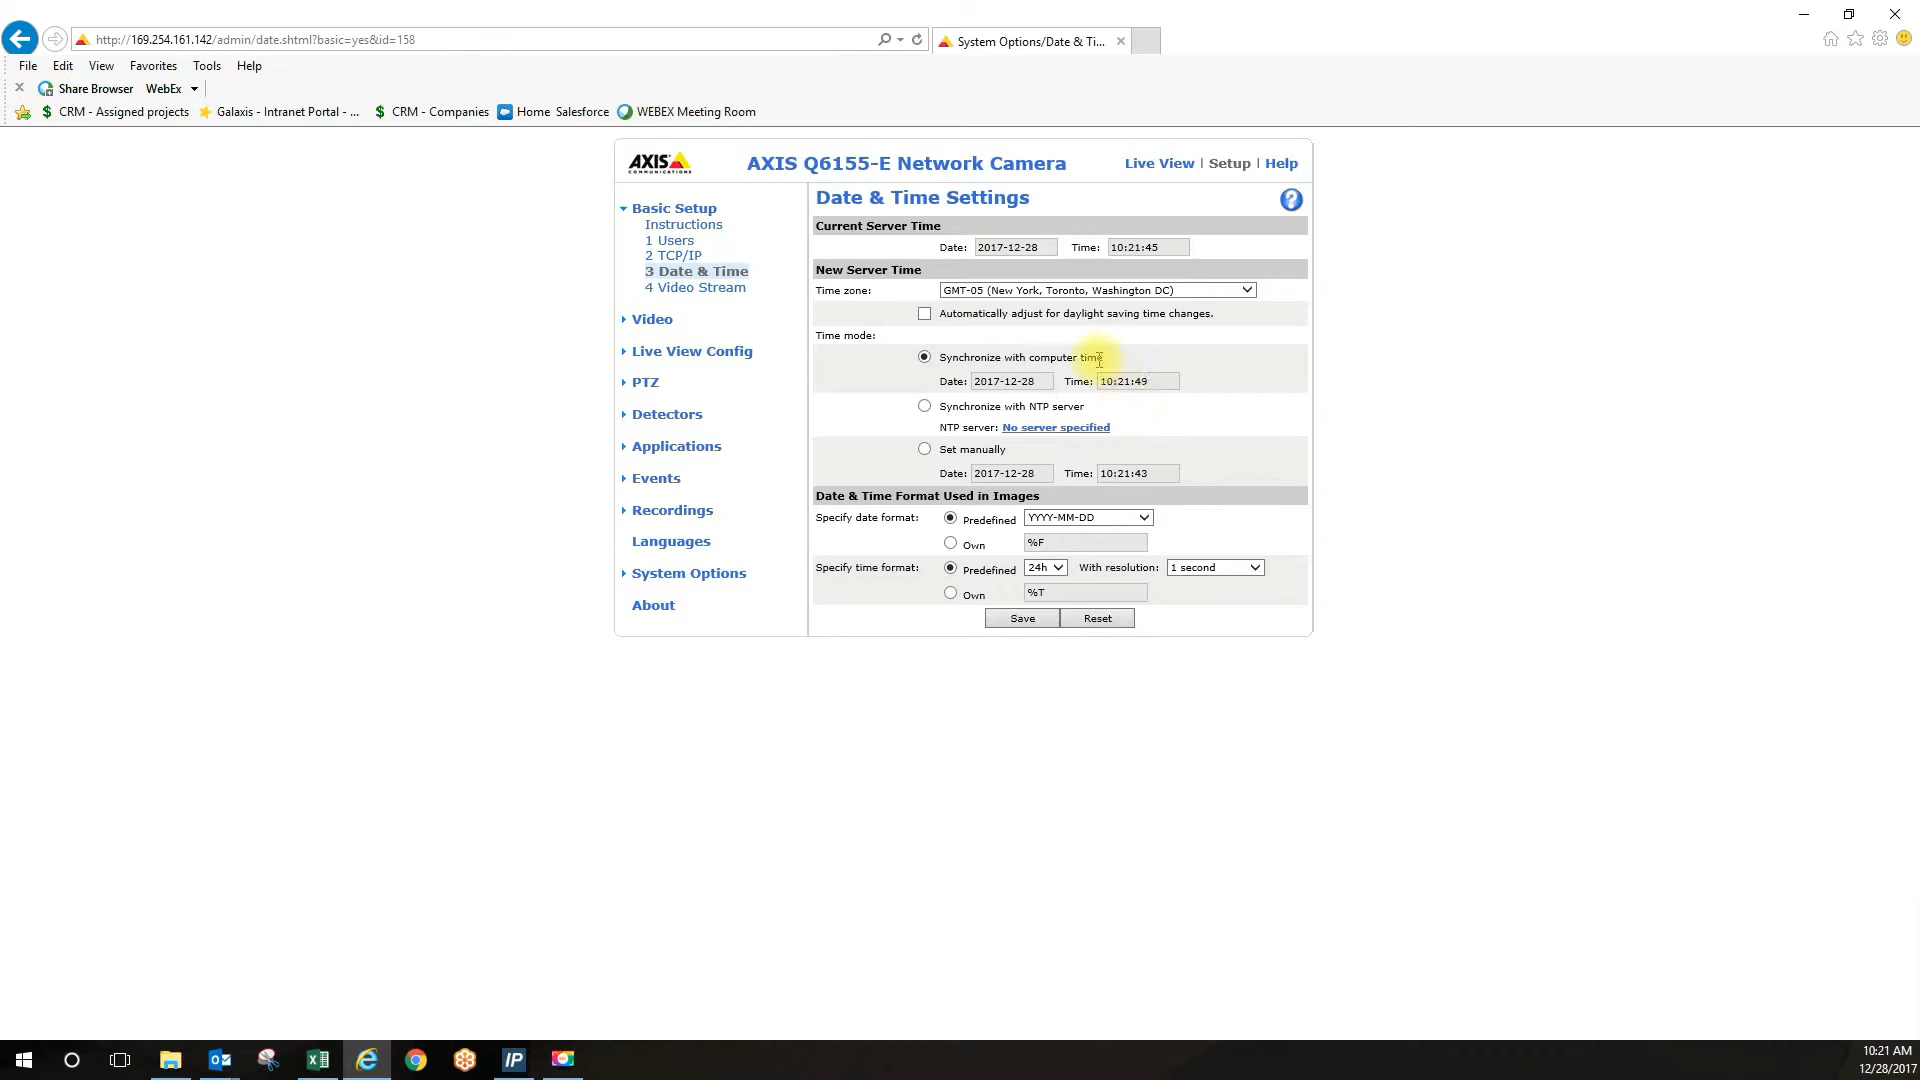 http://169.254.161.142/admin/date.shtml?basic=yes&id=158
System Options/Date & Ti...
File Edit View Favorites Tools Help
Share Browser WebEx
CRM - Assigned projects Galaxis - Intranet Portal - ... CRM - Companies Home Salesforce WEBEX Meeting Room
AXIS COMMUNICATIONS AXIS Q6155-E Network Camera Live View | Setup | Help
Basic Setup
Instructions
1 Users
2 TCP/IP
3 Date & Time
4 Video Stream
Video
Live View Config
PTZ
Detectors
Applications
Events
Recordings
Languages
System Options
About
Date & Time Settings ?
Current Server Time
Date: 2017-12-28 Time: 10:21:45
New Server Time
Time zone: GMT-05 (New York, Toronto, Washington DC)
Automatically adjust for daylight saving time changes.
Time mode:
Synchronize with computer time
Date: 2017-12-28 Time: 10:21:49
Synchronize with NTP server
NTP server: No server specified
Set manually
Date: 2017-12-28 Time: 10:21:43
Date & Time Format Used in Images
Specify date format: Predefined YYYY-MM-DD
Own %F
Specify time format: Predefined 24h With resolution: 1 second
Own %T
Save Reset
IP
10:21 AM
12/28/2017